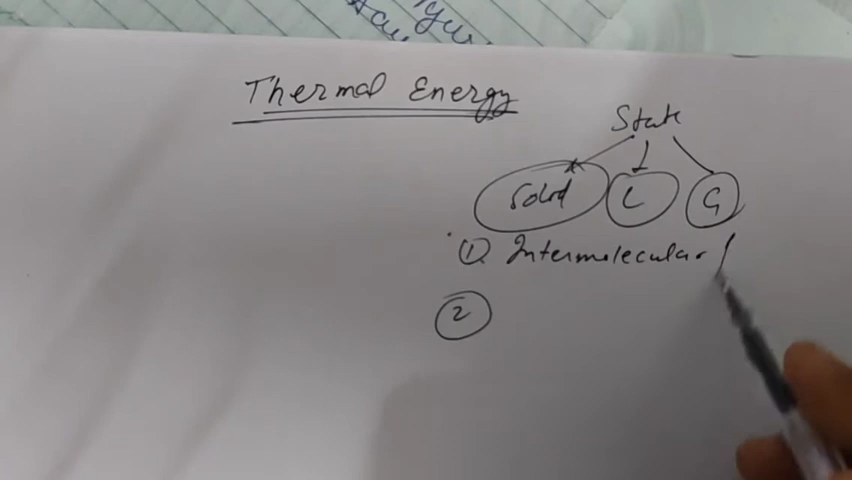 Thermal Energy
State
Solid L G
① Intermolecular
②